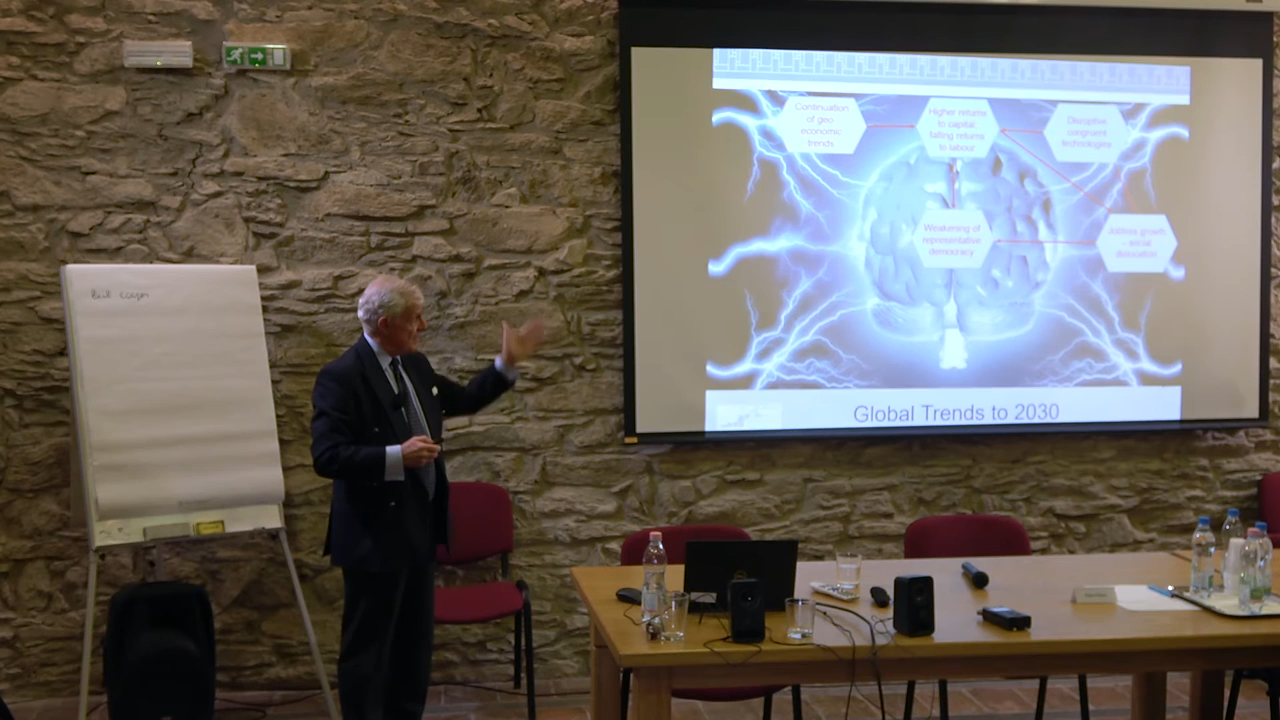 Continuation
of geo
economic
trends
Higher returns
to capital,
falling returns
to labour
Disruptive
congruent
technologies
Weakening of
representative
democracy
Jobless growth
– social
dislocation
Global Trends to 2030